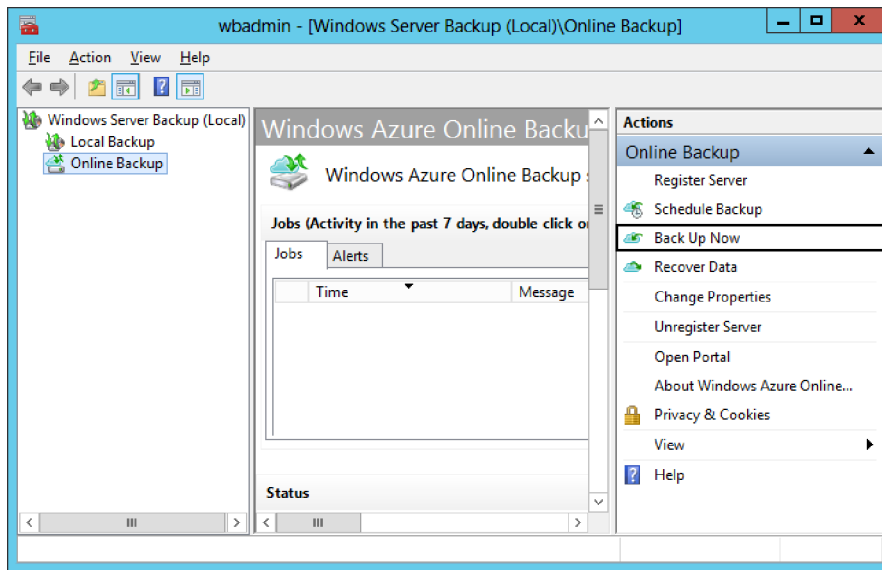 wbadmin - [Windows Server Backup (Local)\Online Backup]
File Action View Help
Windows Server Backup (Local)
Local Backup
Online Backup
Windows Azure Online Backu
Windows Azure Online Backup
Jobs (Activity in the past 7 days, double click o
Jobs Alerts
Time Message
Status
Actions
Online Backup
Register Server
Schedule Backup
Back Up Now
Recover Data
Change Properties
Unregister Server
Open Portal
About Windows Azure Online...
Privacy & Cookies
View
Help